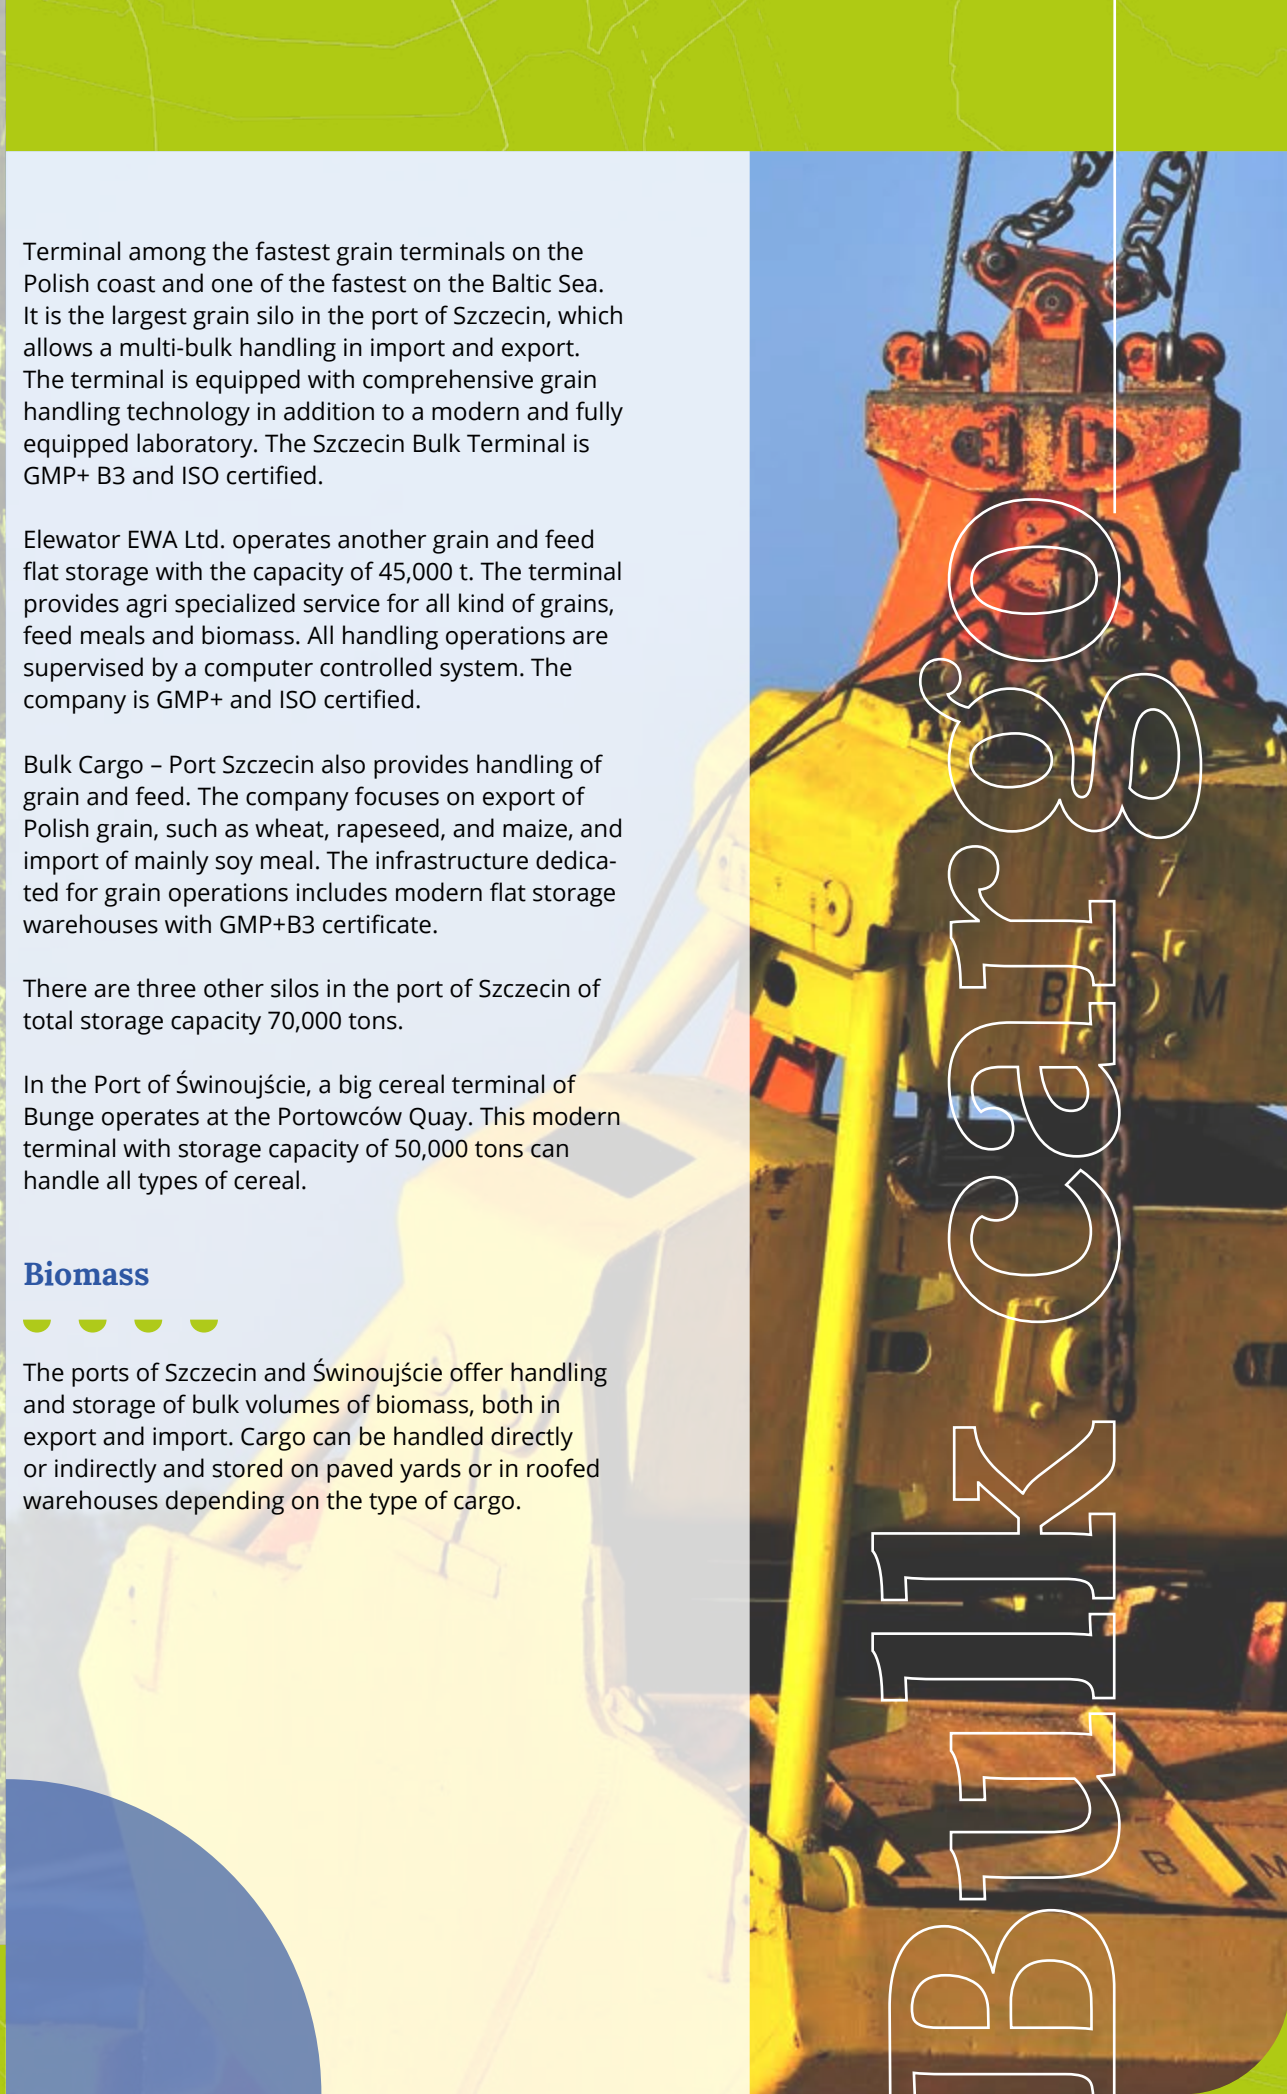 Terminal among the fastest grain terminals on the
Polish coast and one of the fastest on the Baltic Sea.
It is the largest grain silo in the port of Szczecin, which
allows a multi-bulk handling in import and export.
The terminal is equipped with comprehensive grain
handling technology in addition to a modern and fully
equipped laboratory. The Szczecin Bulk Terminal is
GMP+ B3 and ISO certified.
Elewator EWA Ltd. operates another grain and feed
flat storage with the capacity of 45,000 t. The terminal
provides agri specialized service for all kind of grains,
feed meals and biomass. All handling operations are
supervised by a computer controlled system. The
company is GMP+ and ISO certified.
Bulk Cargo – Port Szczecin also provides handling of
grain and feed. The company focuses on export of
Polish grain, such as wheat, rapeseed, and maize, and
import of mainly soy meal. The infrastructure dedica-
ted for grain operations includes modern flat storage
warehouses with GMP+B3 certificate.
There are three other silos in the port of Szczecin of
total storage capacity 70,000 tons.
In the Port of Świnoujście, a big cereal terminal of
Bunge operates at the Portowców Quay. This modern
terminal with storage capacity of 50,000 tons can
handle all types of cereal.
Biomass
The ports of Szczecin and Świnoujście offer handling
and storage of bulk volumes of biomass, both in
export and import. Cargo can be handled directly
or indirectly and stored on paved yards or in roofed
warehouses depending on the type of cargo.
Bulk cargo
7
B M
B M